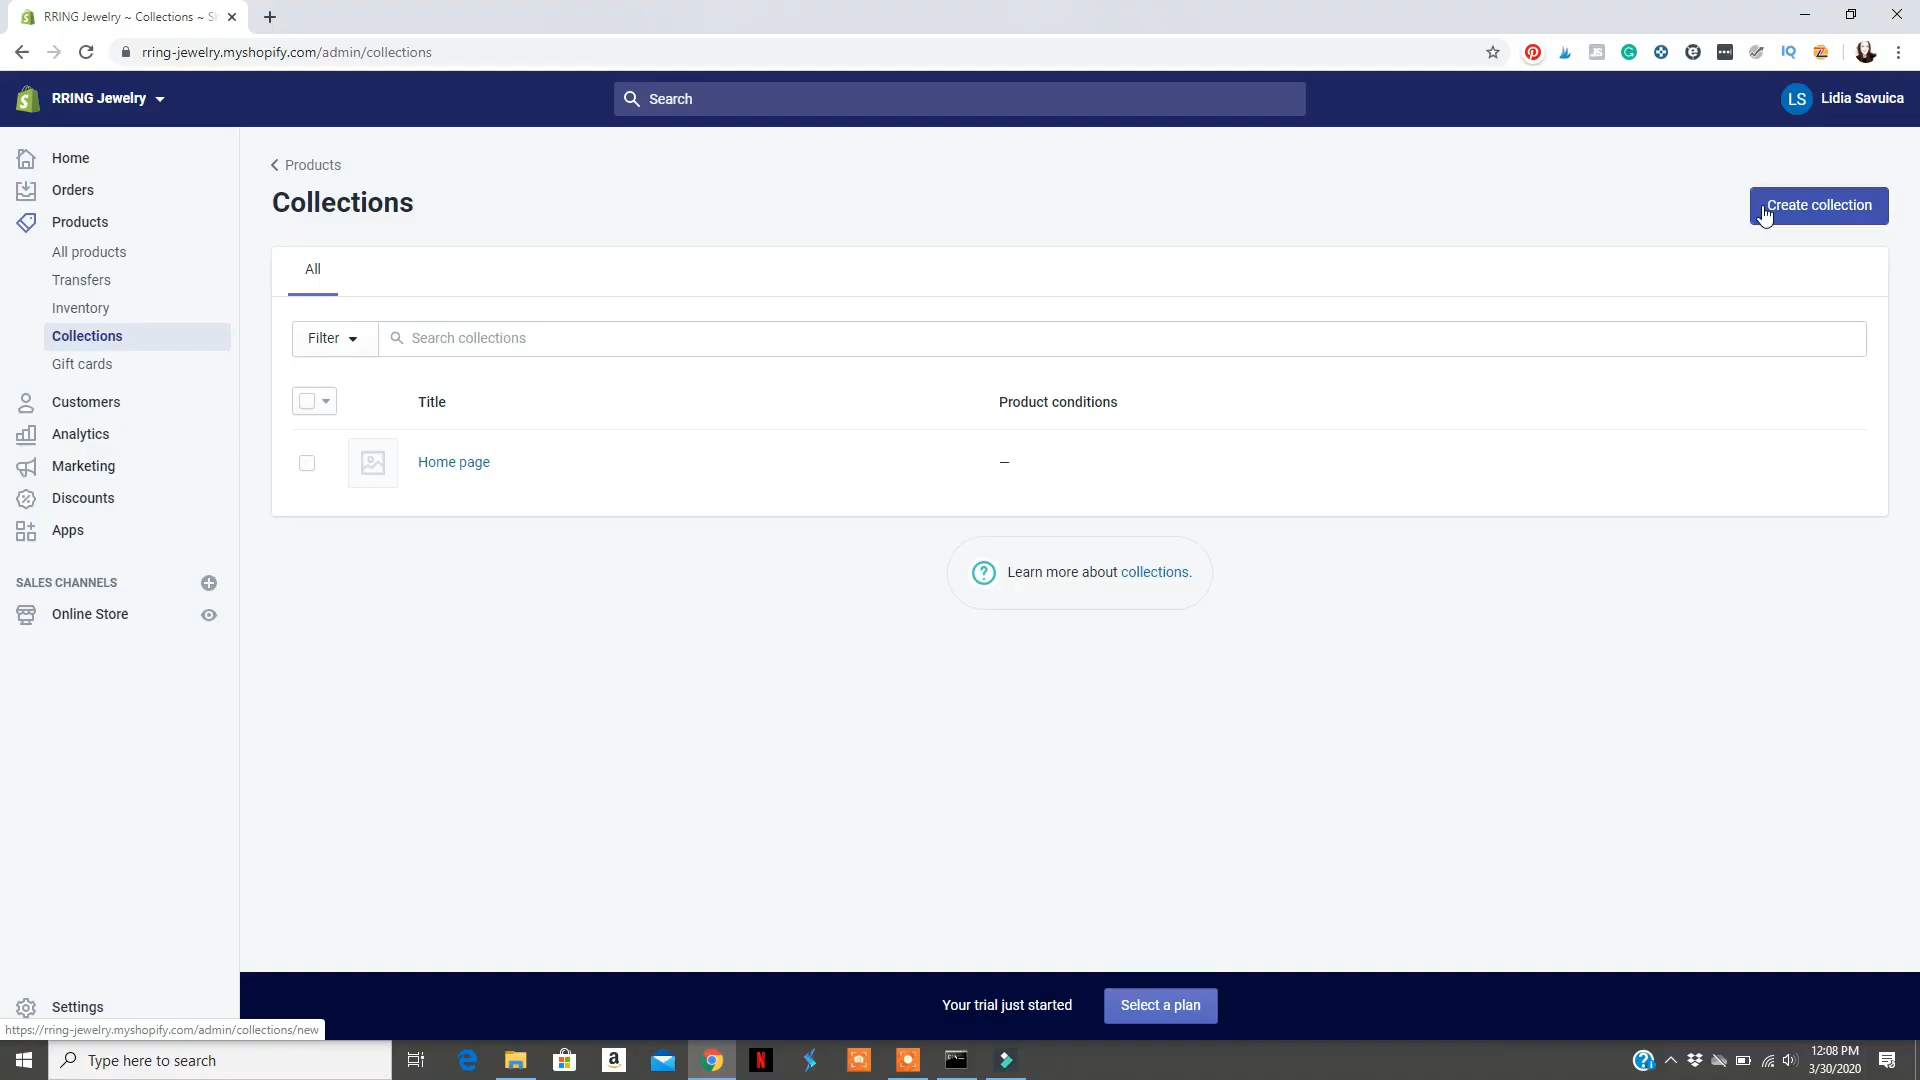 RRING Jewelry ~ Collections ~ S
rring-jewelry.myshopify.com/admin/collections
RRING Jewelry
Search
LS
Lidia Savuica
Home
Orders
Products
All products
Transfers
Inventory
Collections
Gift cards
Customers
Analytics
Marketing
Discounts
Apps
SALES CHANNELS
Online Store
Settings
Products
Collections
Create collection
All
Filter
Search collections
Title
Product conditions
Home page
—
Learn more about collections.
Your trial just started
Select a plan
https://rring-jewelry.myshopify.com/admin/collections/new
Type here to search
12:08 PM
3/30/2020